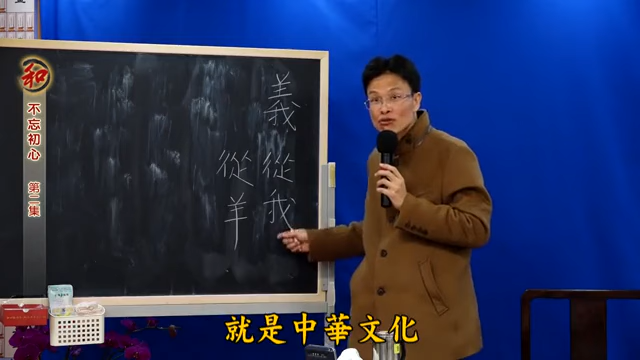 和
不忘初心 第二集
義從我
從羊
就是中華文化